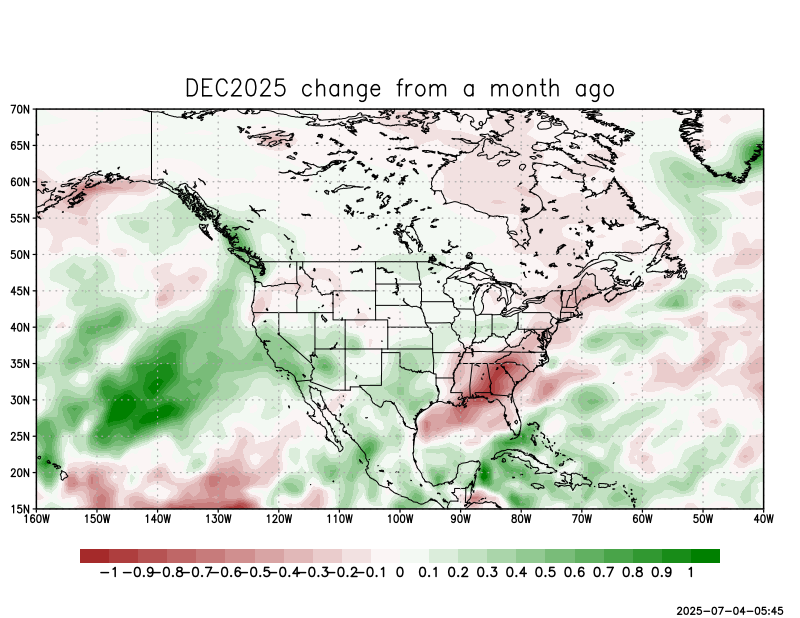 DEC2025 change from a month ago
70N
65N
60N
55N
50N
45N
40N
35N
30N
25N
20N
15N
160W 150W 140W 130W 120W 110W 100W 90W 80W 70W 60W 50W 40W
-1 -0.9 -0.8 -0.7 -0.6 -0.5 -0.4 -0.3 -0.2 -0.1 0 0.1 0.2 0.3 0.4 0.5 0.6 0.7 0.8 0.9 1
2025-07-04-05:45